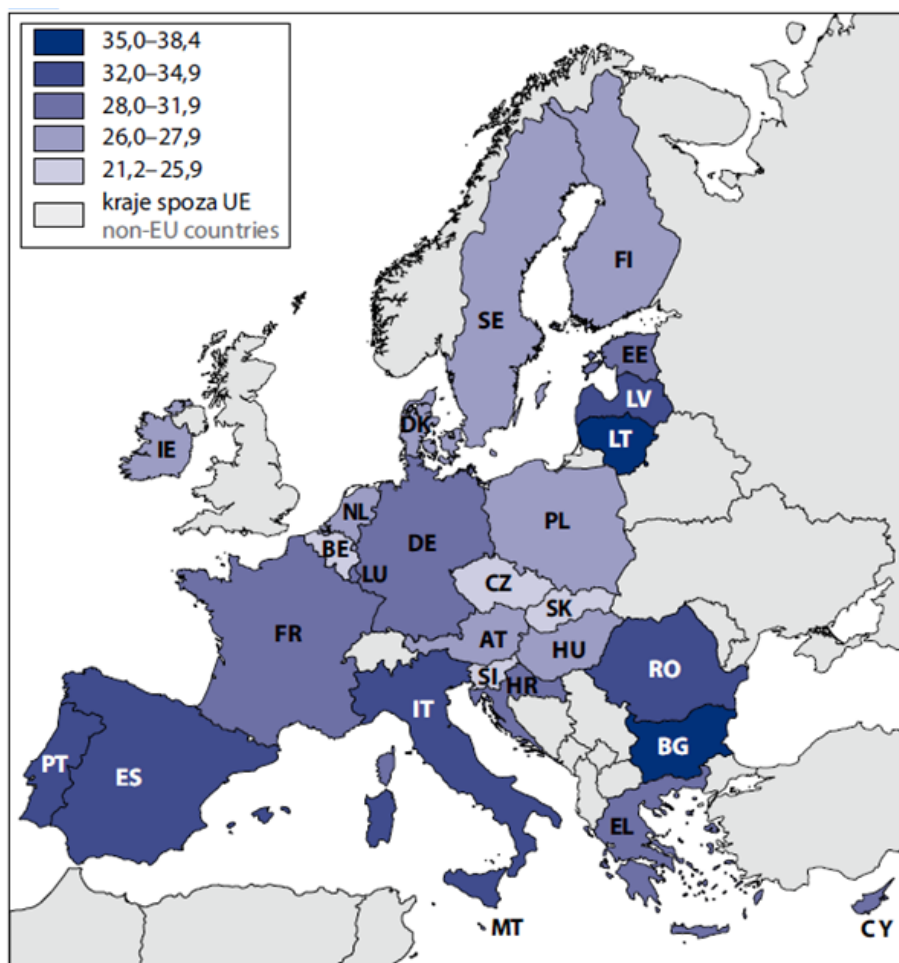 35,0–38,4
32,0–34,9
28,0–31,9
26,0–27,9
21,2–25,9
kraje spoza UE
non-EU countries
FI
SE
EE
LV
LT
DK
IE
NL
PL
BE
DE
LU
CZ
SK
FR
AT
HU
SI
HR
RO
IT
BG
PT
ES
EL
MT
CY